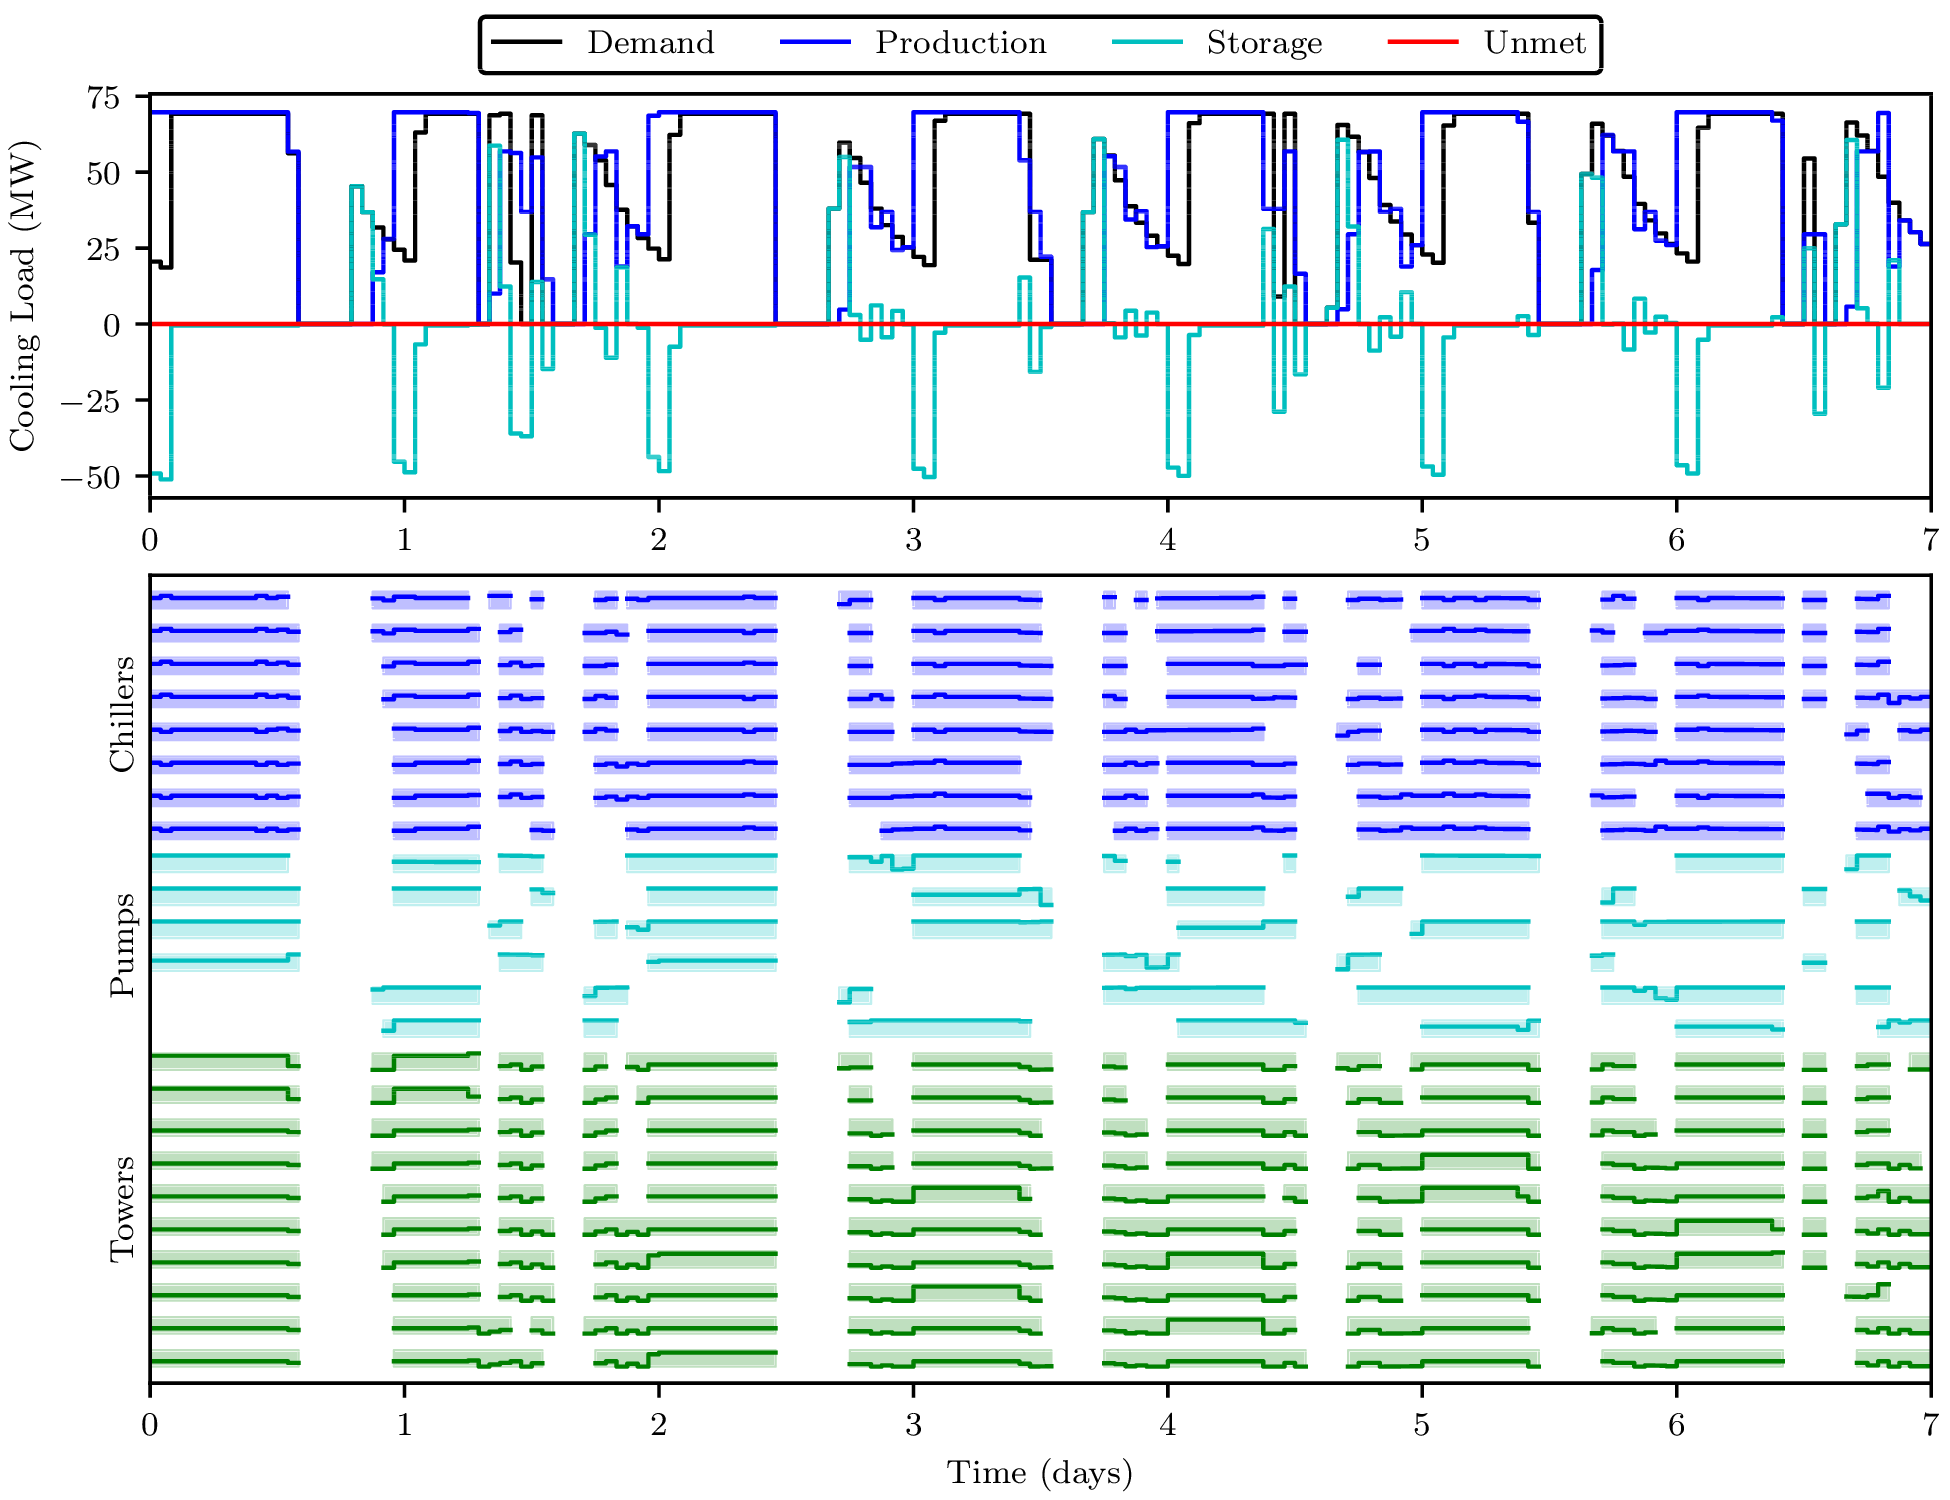 Demand Production Storage Unmet
75
50
25
0
−25
−50
Cooling Load (MW)
0 1 2 3 4 5 6 7
Chillers
Pumps
Towers
0 1 2 3 4 5 6 7
Time (days)